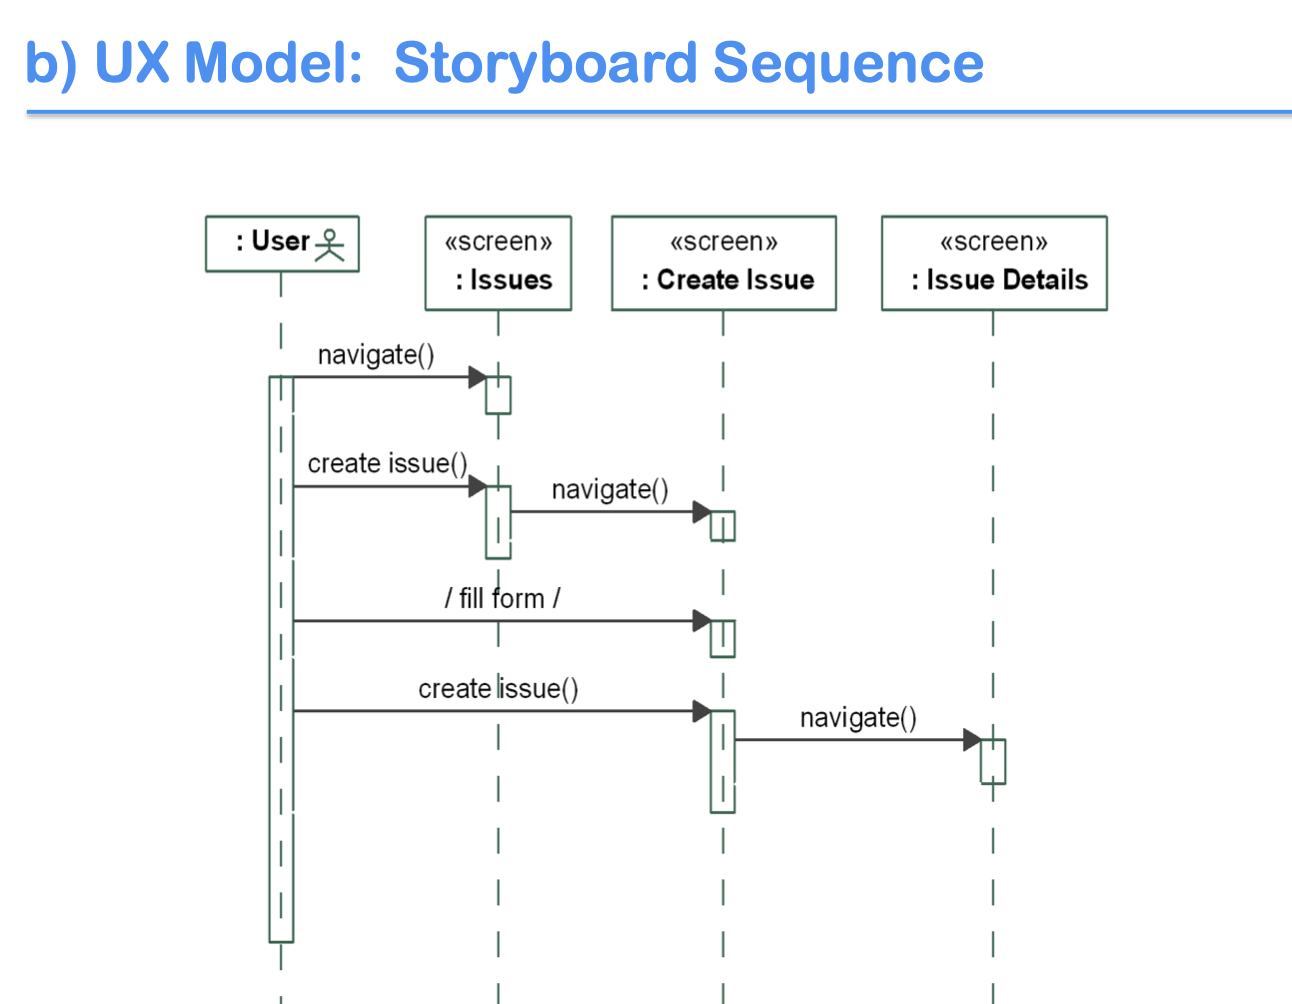 b) UX Model: Storyboard Sequence
: User
«screen»
: Issues
«screen»
: Create Issue
«screen»
: Issue Details
navigate()
create issue()
navigate()
/ fill form /
create issue()
navigate()